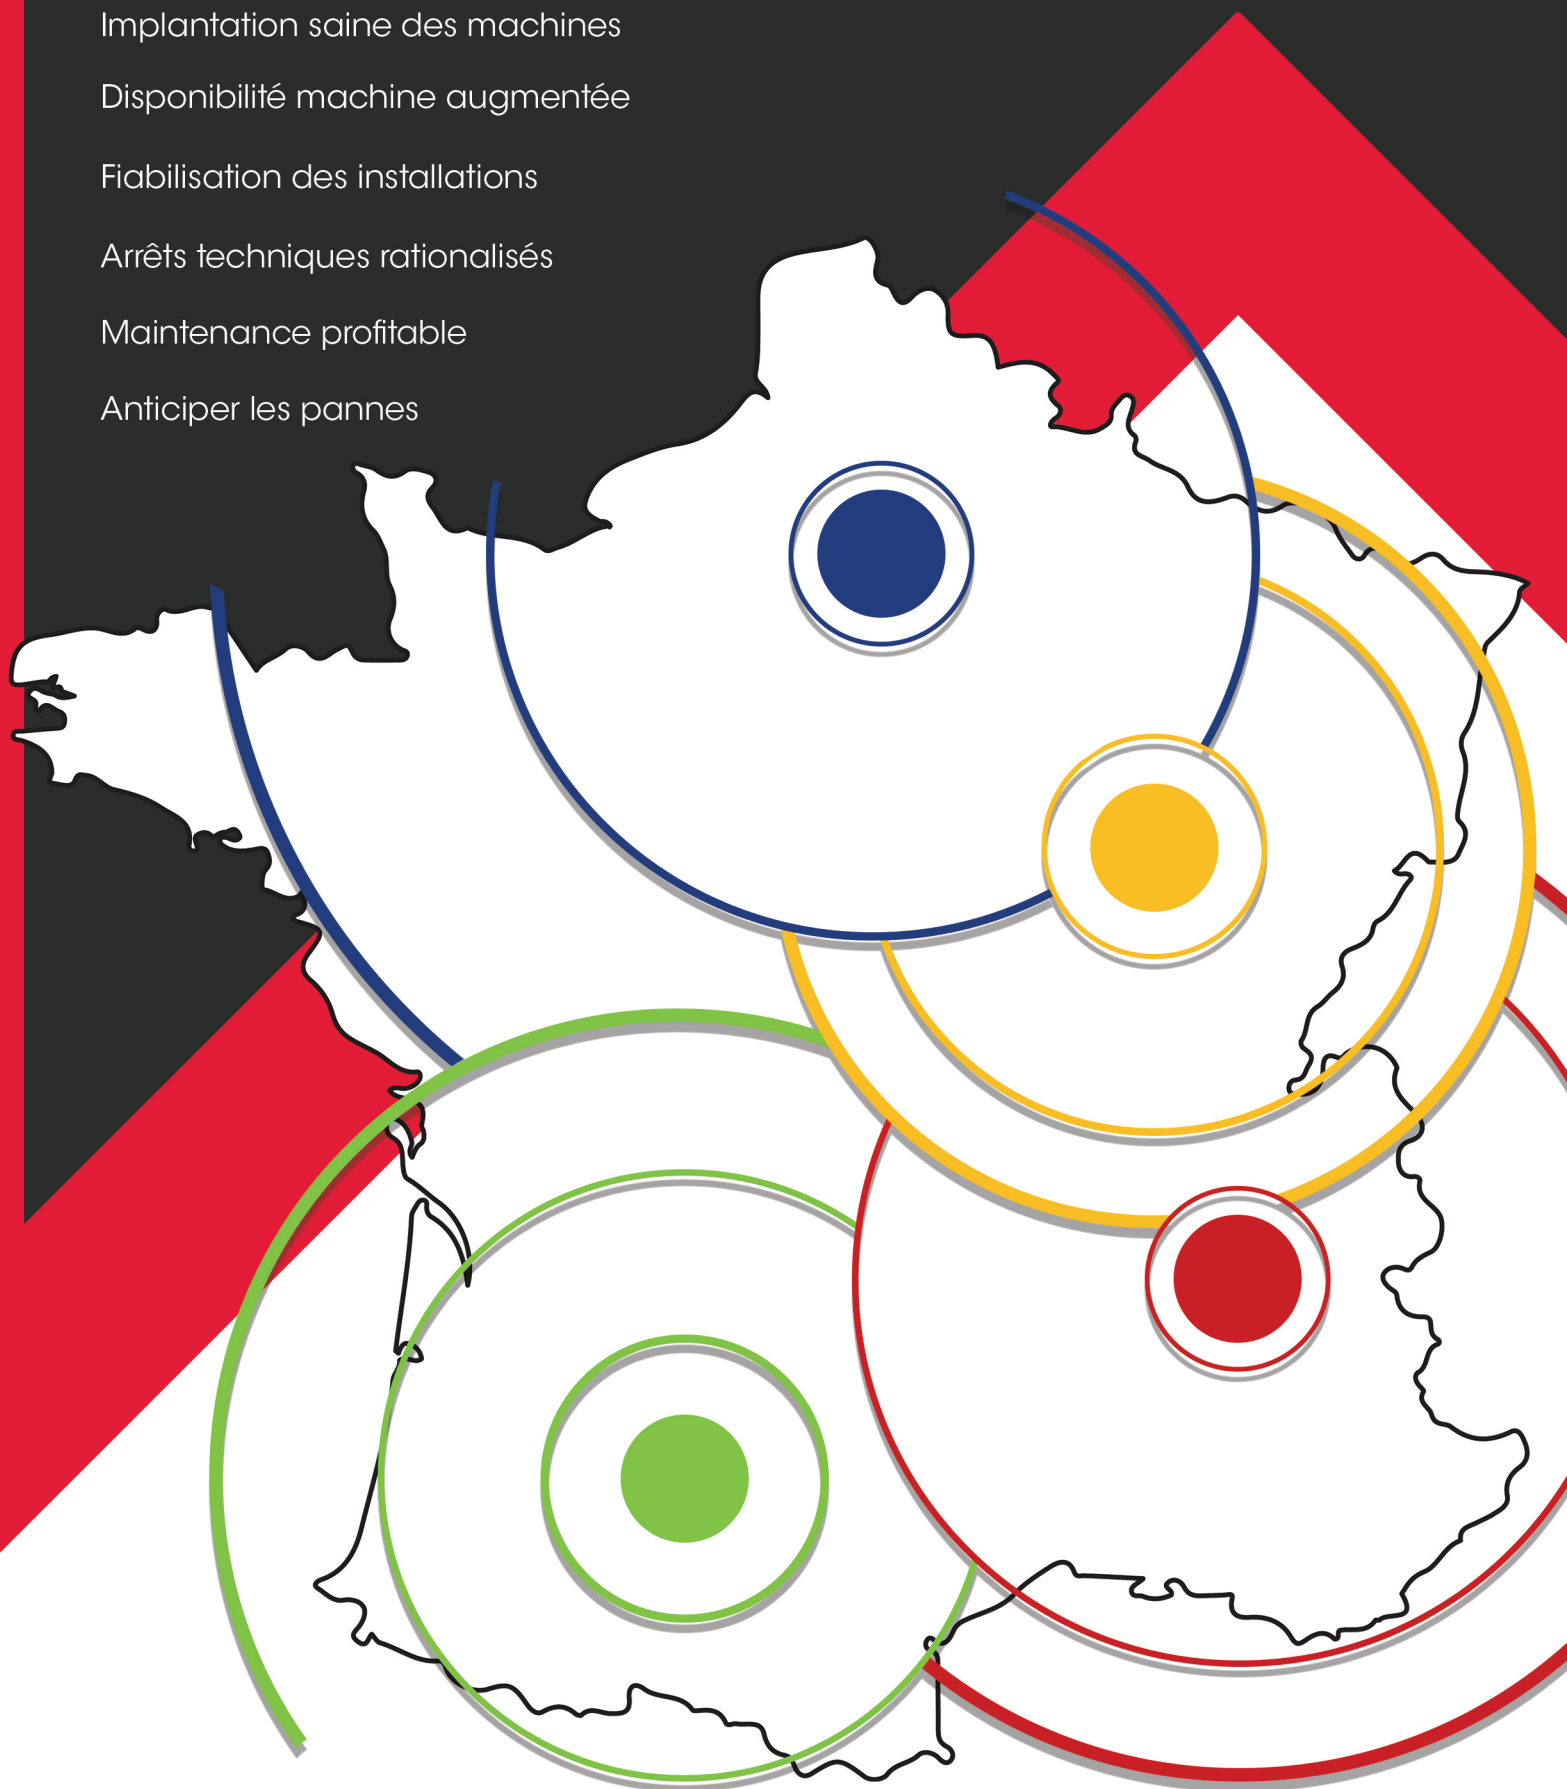 Implantation saine des machines
Disponibilité machine augmentée
Fiabilisation des installations
Arrêts techniques rationalisés
Maintenance profitable
Anticiper les pannes